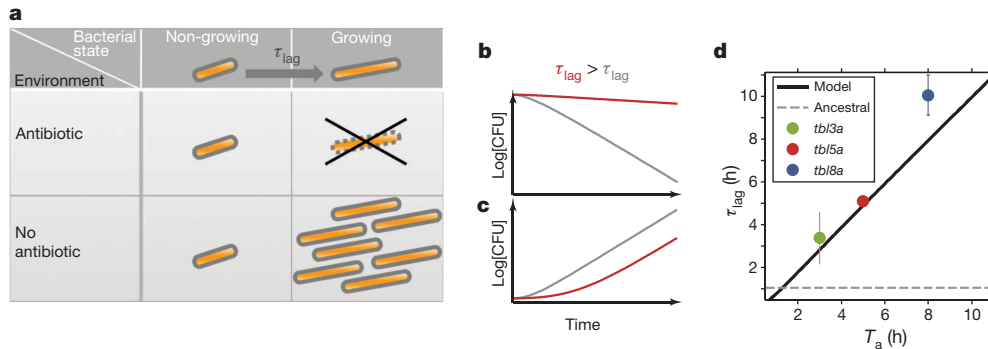 a
Bacterial state
Non-growing
τlag
Growing
Environment
Antibiotic
No antibiotic
b
τlag > τlag
Log[CFU]
c
Log[CFU]
Time
d
10
8
6
4
2
τlag (h)
Model
Ancestral
tbl3a
tbl5a
tbl8a
2
4
6
8
10
Ta (h)